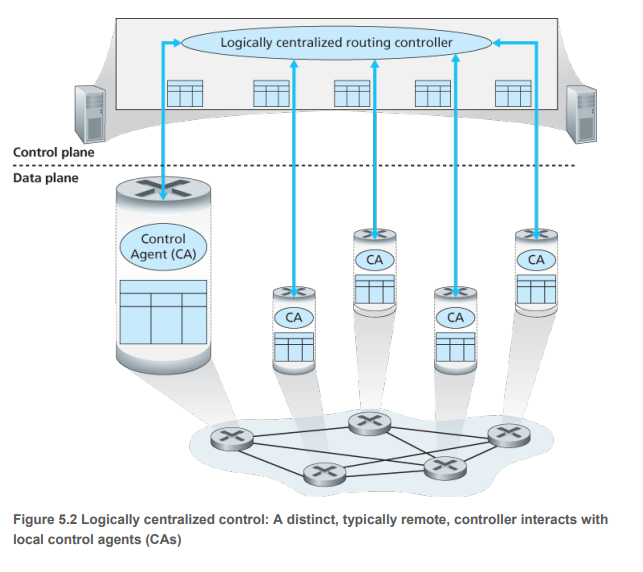 Logically centralized routing controller
Control plane
Data plane
Control
Agent (CA)
CA
CA
CA
CA
Figure 5.2 Logically centralized control: A distinct, typically remote, controller interacts with
local control agents (CAs)